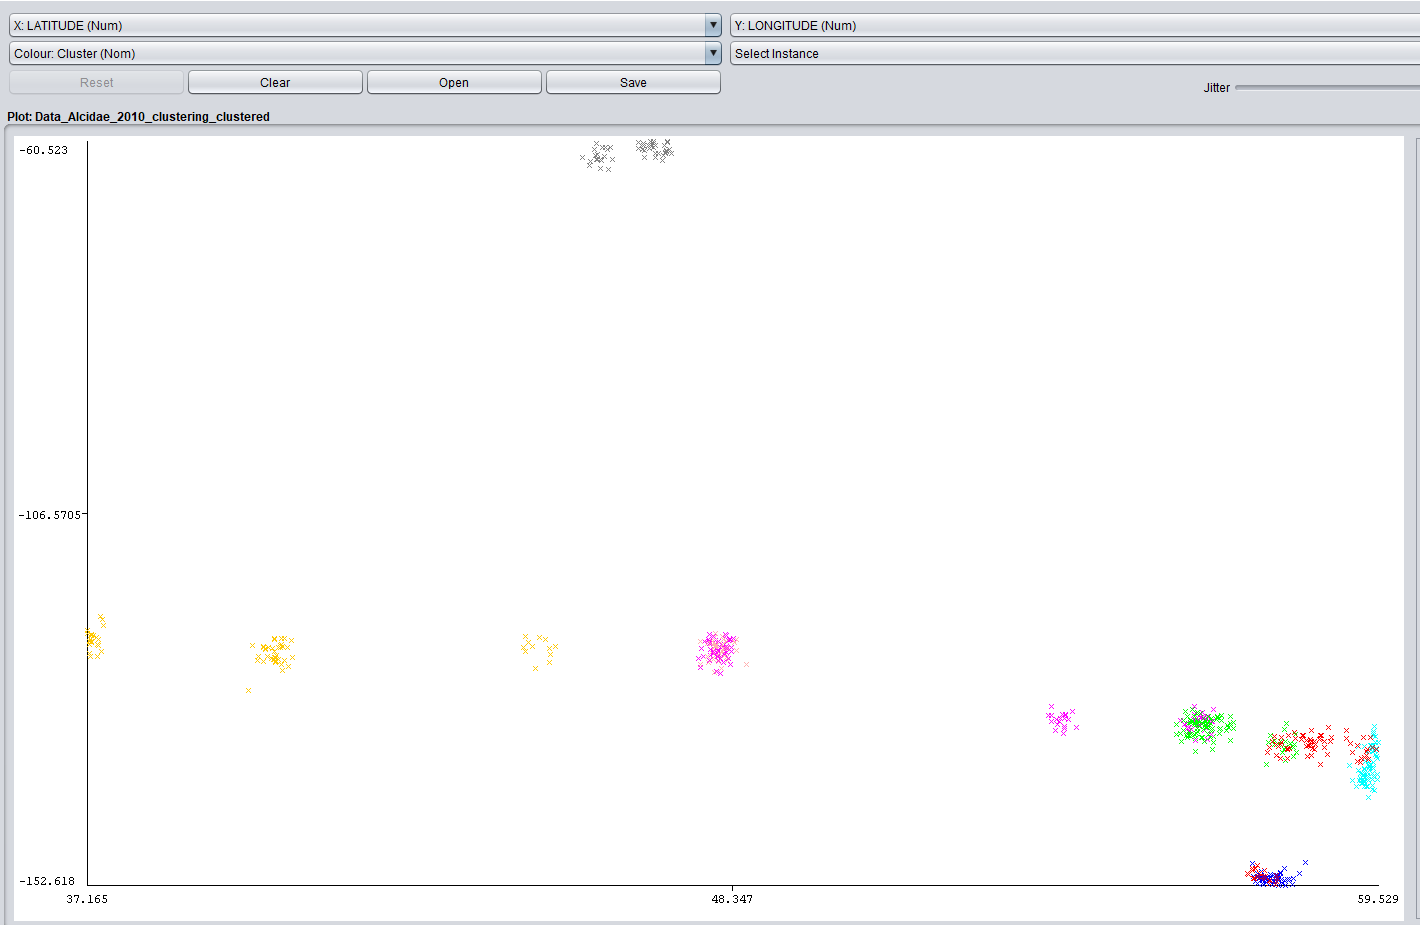 X: LATITUDE (Num)
Y: LONGITUDE (Num)
Colour: Cluster (Nom)
Select Instance
Reset
Clear
Open
Save
Jitter
Plot: Data_Alcidae_2010_clustering_clustered
-60.523
-106.5705
-152.618
37.165
48.347
59.529